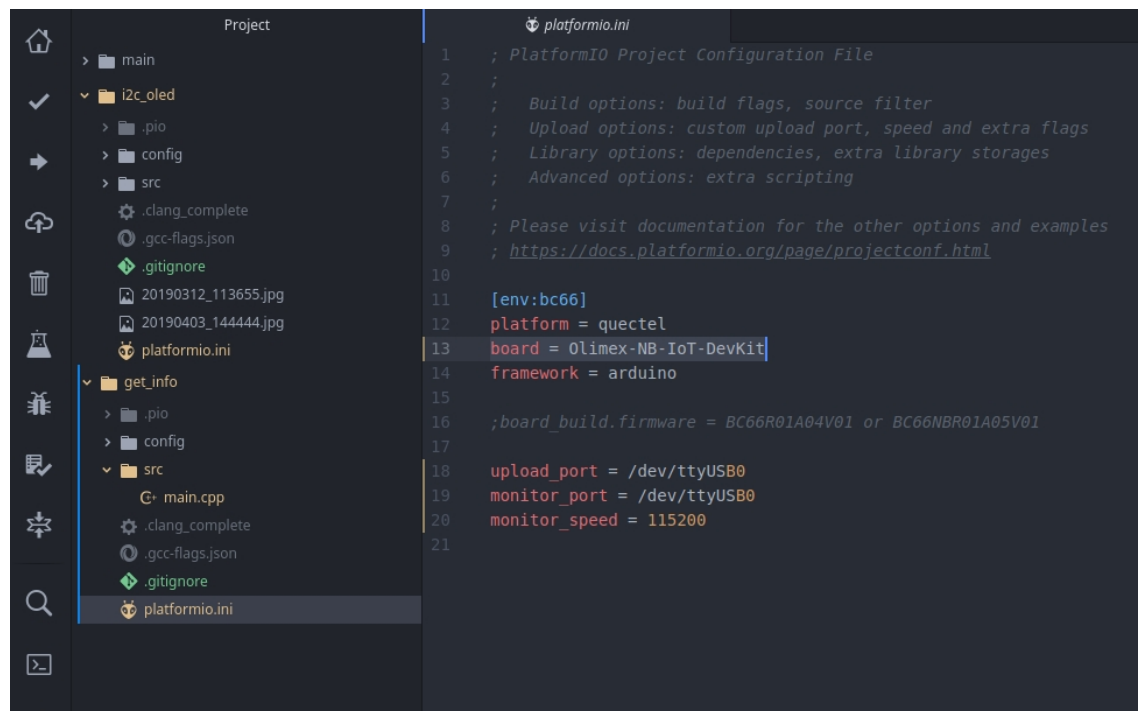 Project
main
i2c_oled
.pio
config
src
.clang_complete
.gcc-flags.json
.gitignore
20190312_113655.jpg
20190403_144444.jpg
platformio.ini
get_info
.pio
config
src
main.cpp
.clang_complete
.gcc-flags.json
.gitignore
platformio.ini
platformio.ini
1 ; PlatformIO Project Configuration File
2 ;
3 ;   Build options: build flags, source filter
4 ;   Upload options: custom upload port, speed and extra flags
5 ;   Library options: dependencies, extra library storages
6 ;   Advanced options: extra scripting
7 ;
8 ; Please visit documentation for the other options and examples
9 ; https://docs.platformio.org/page/projectconf.html
10
11 [env:bc66]
12 platform = quectel
13 board = Olimex-NB-IoT-DevKit
14 framework = arduino
15
16 ;board_build.firmware = BC66R01A04V01 or BC66NBR01A05V01
17
18 upload_port = /dev/ttyUSB0
19 monitor_port = /dev/ttyUSB0
20 monitor_speed = 115200
21